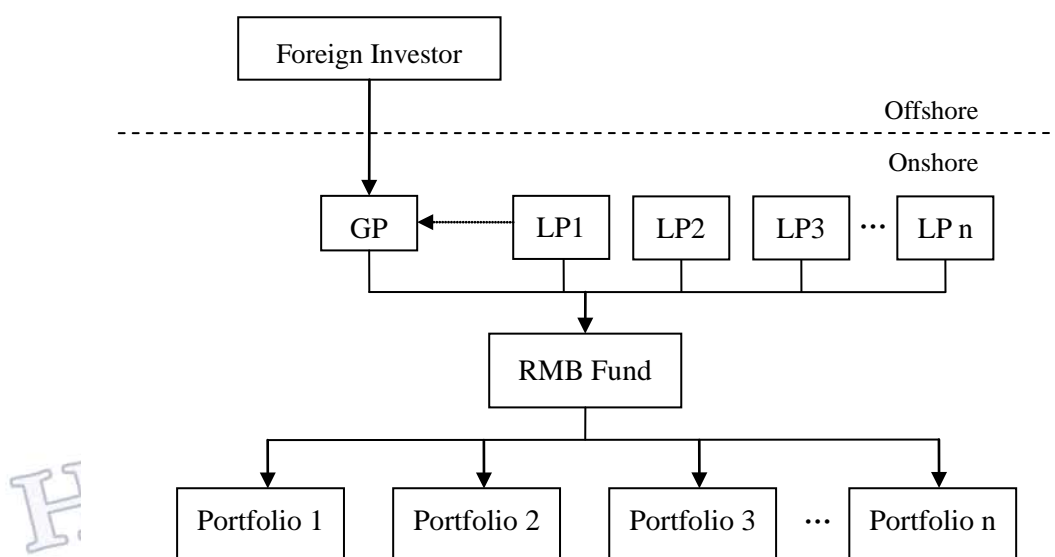 Foreign Investor
Offshore
Onshore
GP
LP1
LP2
LP3
...
LP n
RMB Fund
Portfolio 1
Portfolio 2
Portfolio 3
...
Portfolio n